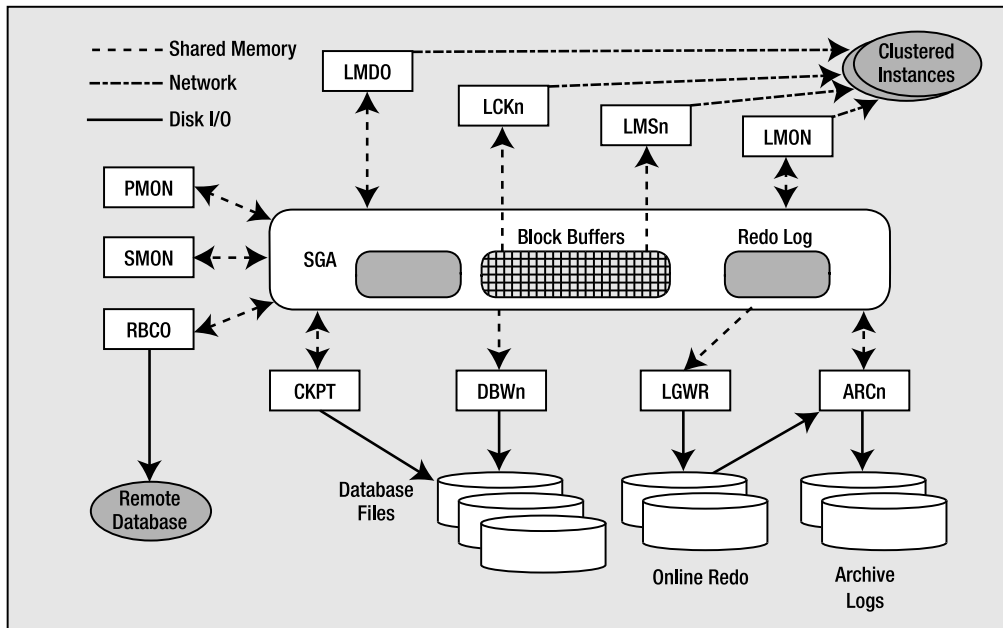 Shared Memory
Network
Disk I/O
LMDO
LCKn
LMSn
LMON
Clustered
Instances
PMON
SMON
RBCO
SGA
Block Buffers
Redo Log
CKPT
DBWn
LGWR
ARCn
Remote
Database
Database
Files
Online Redo
Archive
Logs